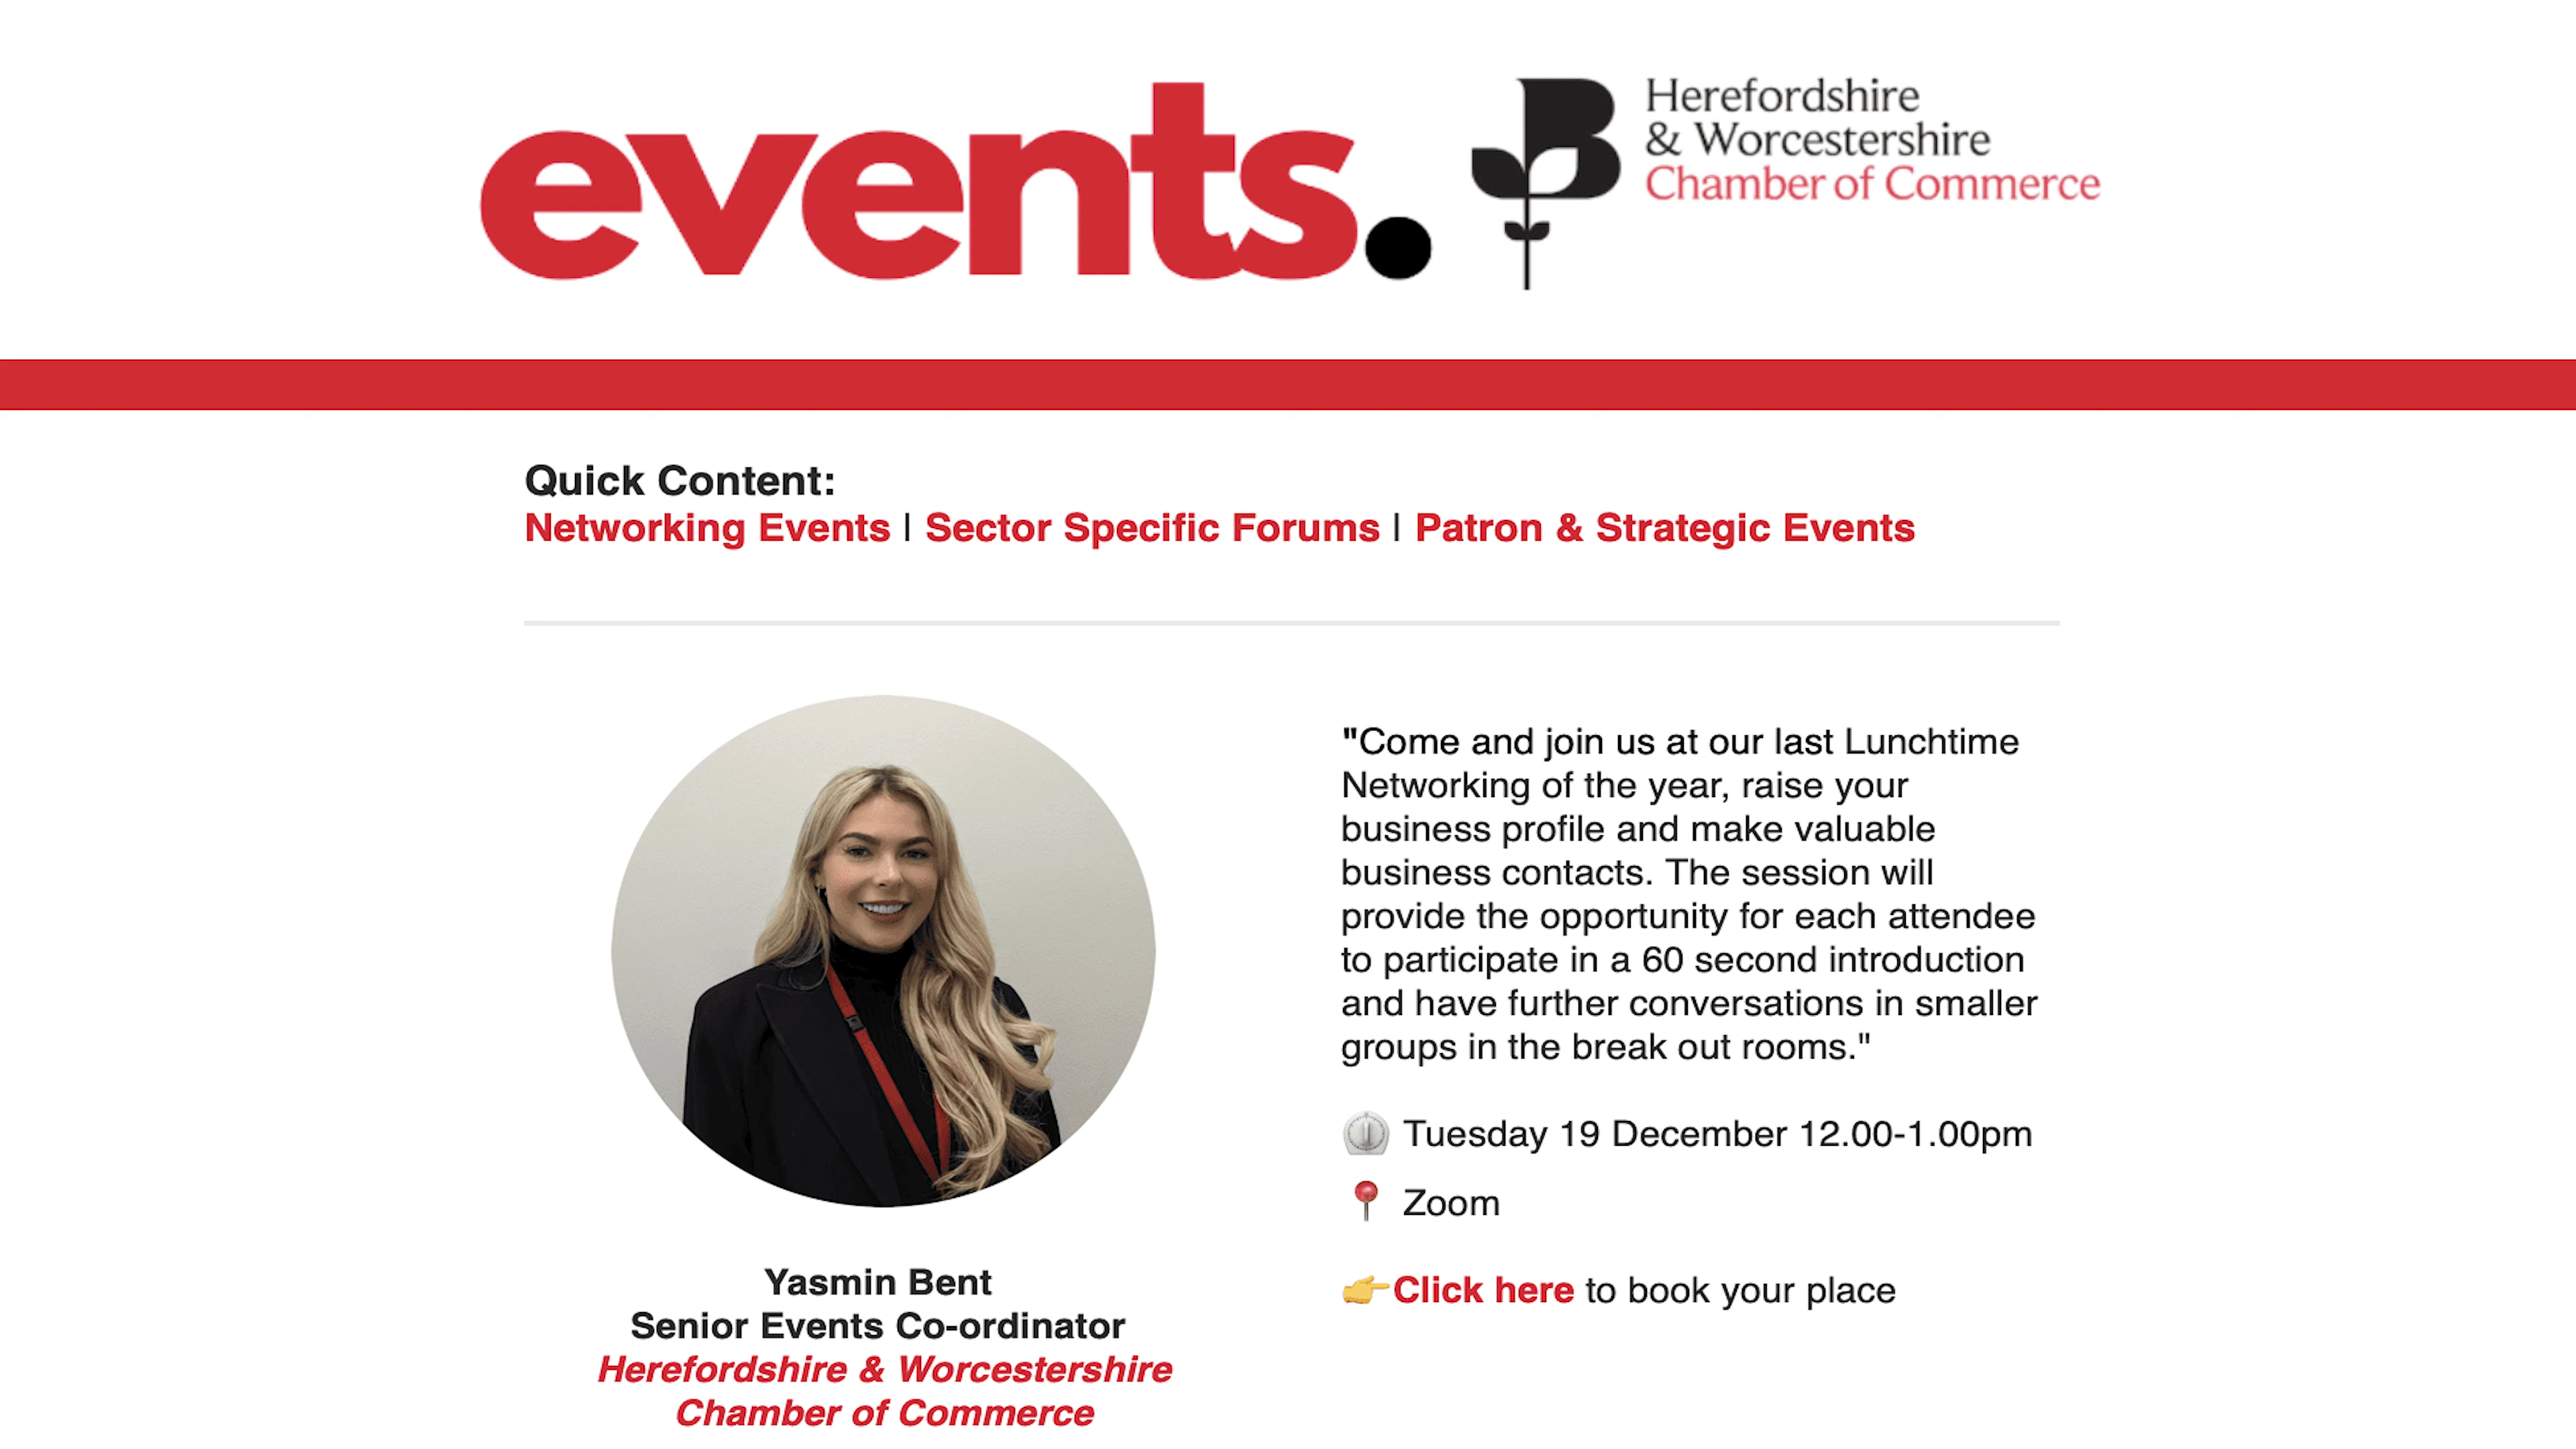 events.
Herefordshire
& Worcestershire
Chamber of Commerce
Quick Content:
Networking Events | Sector Specific Forums | Patron & Strategic Events
"Come and join us at our last Lunchtime
Networking of the year, raise your
business profile and make valuable
business contacts. The session will
provide the opportunity for each attendee
to participate in a 60 second introduction
and have further conversations in smaller
groups in the break out rooms."
Tuesday 19 December 12.00-1.00pm
Zoom
Click here to book your place
Yasmin Bent
Senior Events Co-ordinator
Herefordshire & Worcestershire
Chamber of Commerce